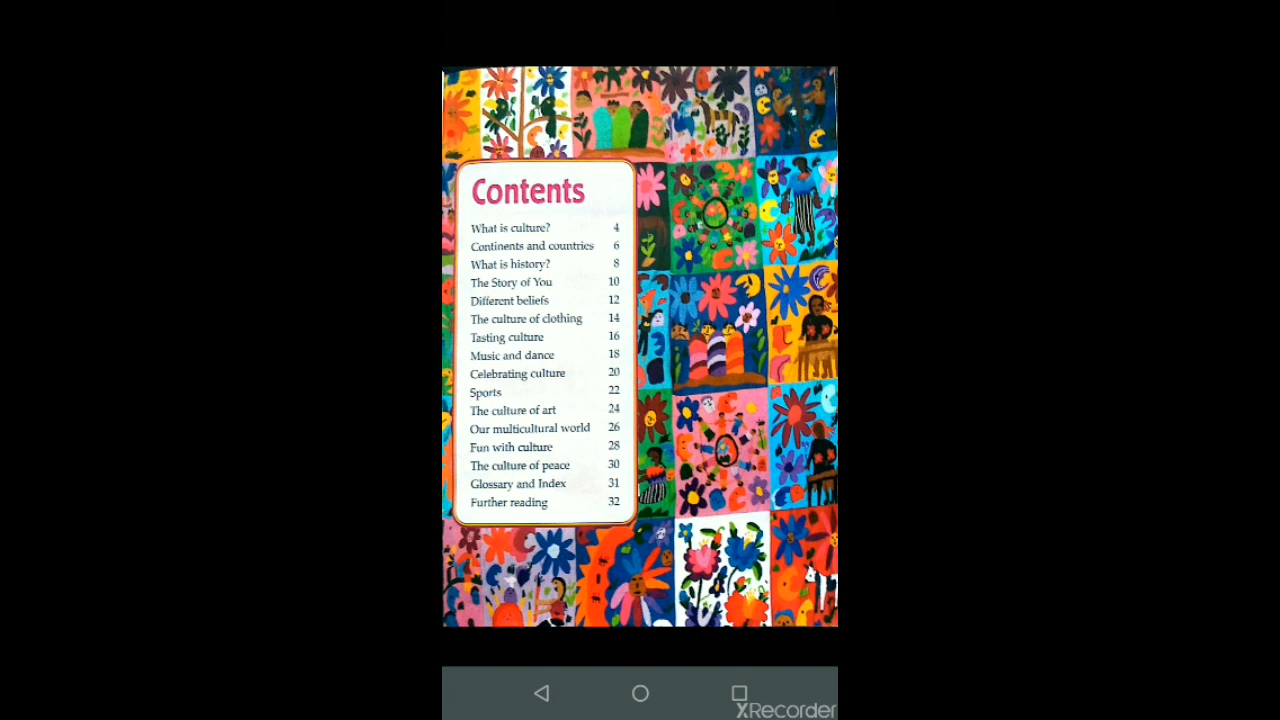 Contents
What is culture? 4
Continents and countries 6
What is history? 8
The Story of You 10
Different beliefs 12
The culture of clothing 14
Tasting culture 16
Music and dance 18
Celebrating culture 20
Sports 22
The culture of art 24
Our multicultural world 26
Fun with culture 28
The culture of peace 30
Glossary and Index 31
Further reading 32
XRecorder